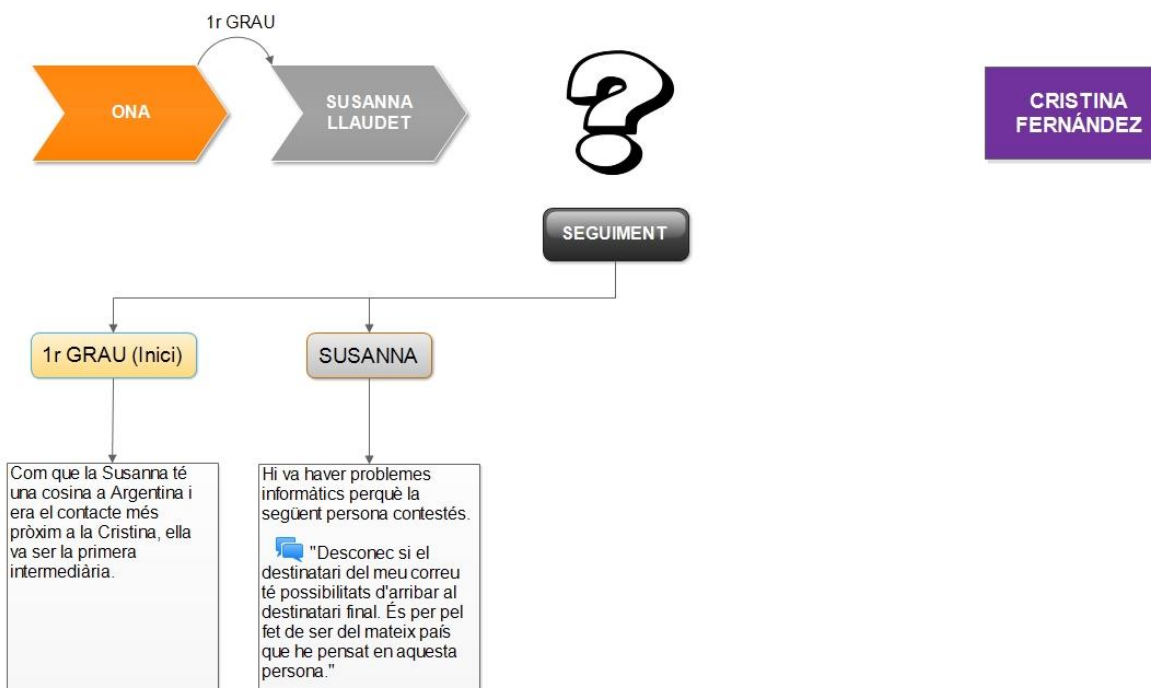 1r GRAU
ONA
SUSANNA
LLAUDET
?
CRISTINA
FERNÁNDEZ
SEGUIMENT
1r GRAU (Inici)
SUSANNA
Com que la Susanna té
una cosina a Argentina i
era el contacte més
pròxim a la Cristina, ella
va ser la primera
intermediària.
Hi va haver problemes
informàtics perquè la
següent persona contestés.
"Desconec si el
destinatari del meu correu
té possibilitats d'arribar al
destinatari final. És per pel
fet de ser del mateix país
que he pensat en aquesta
persona."